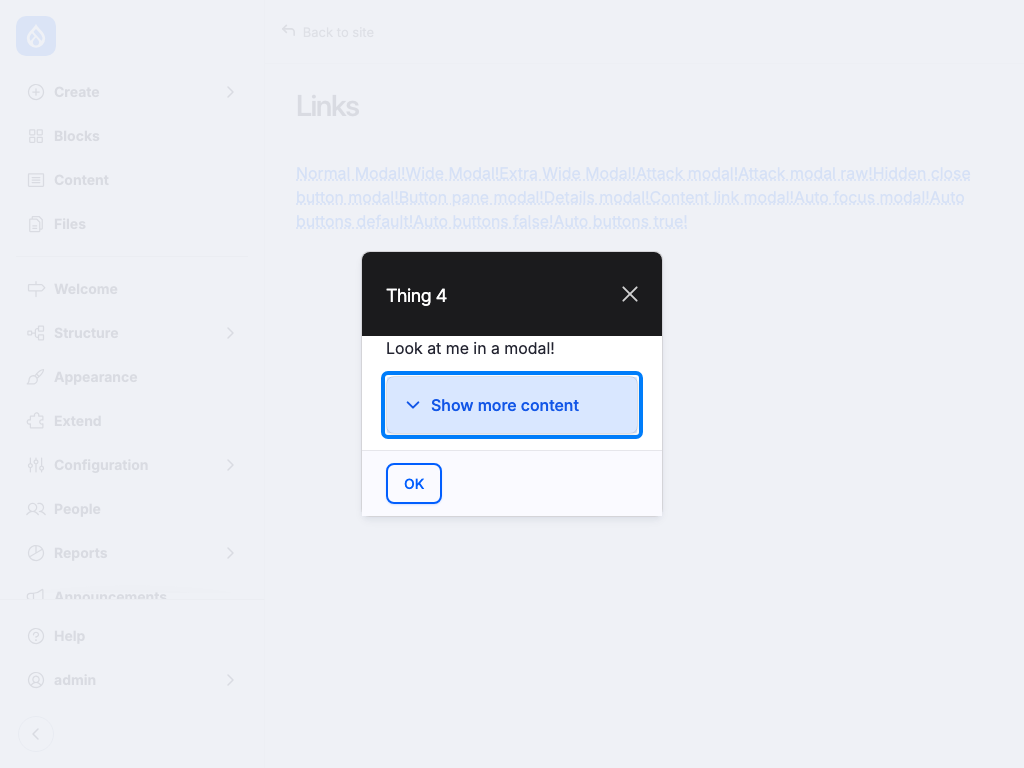 Back to site
Create
Blocks
Content
Files
Welcome
Structure
Appearance
Extend
Configuration
People
Reports
Announcements
Help
admin
Links
Normal Modal!Wide Modal!Extra Wide Modal!Attack modal!Attack modal raw!Hidden close
button modal!Button pane modal!Details modal!Content link modal!Auto focus modal!Auto
buttons default!Auto buttons false!Auto buttons true!
Thing 4
Look at me in a modal!
Show more content
OK